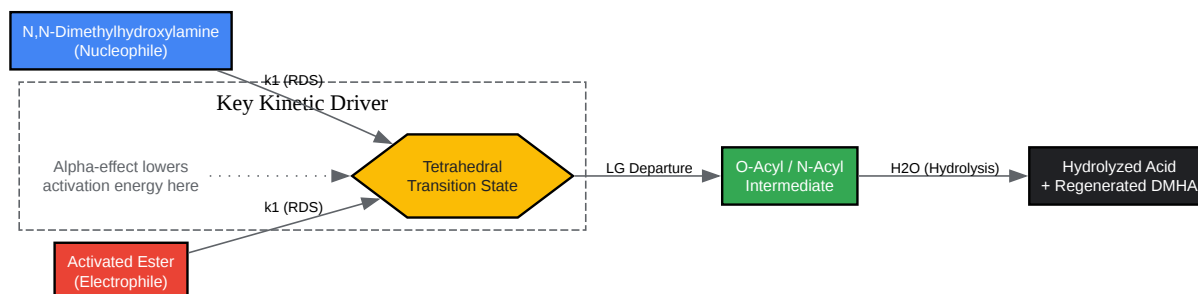 N,N-Dimethylhydroxylamine
(Nucleophile)
k1 (RDS)
Key Kinetic Driver
Alpha-effect lowers
activation energy here
Tetrahedral
Transition State
LG Departure
O-Acyl / N-Acyl
Intermediate
H2O (Hydrolysis)
Hydrolyzed Acid
+ Regenerated DMHA
k1 (RDS)
Activated Ester
(Electrophile)